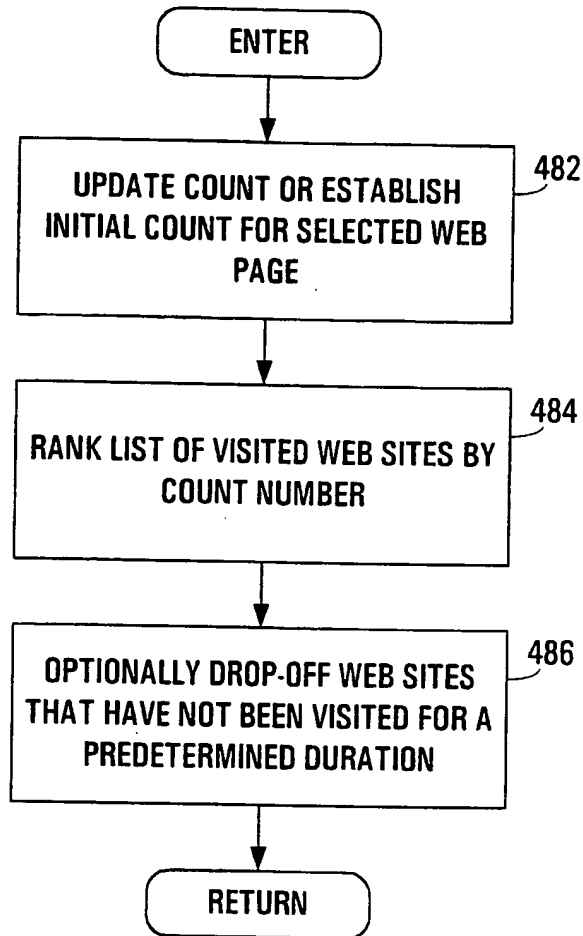 ENTER
UPDATE COUNT OR ESTABLISH
INITIAL COUNT FOR SELECTED WEB
PAGE
482
RANK LIST OF VISITED WEB SITES BY
COUNT NUMBER
484
OPTIONALLY DROP-OFF WEB SITES
THAT HAVE NOT BEEN VISITED FOR A
PREDETERMINED DURATION
486
RETURN